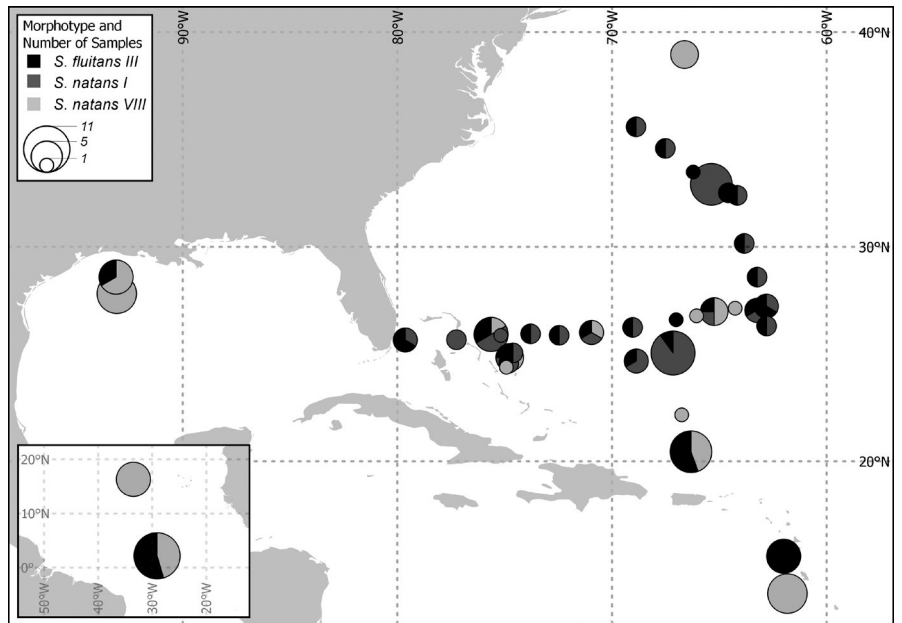 90°W 80°W 70°W 60°W
Morphotype and
Number of Samples
S. fluitans III
S. natans I
S. natans VIII
11
5
1
40°N
30°N
20°N
20°N
10°N
0°
50°W 40°W 30°W 20°W